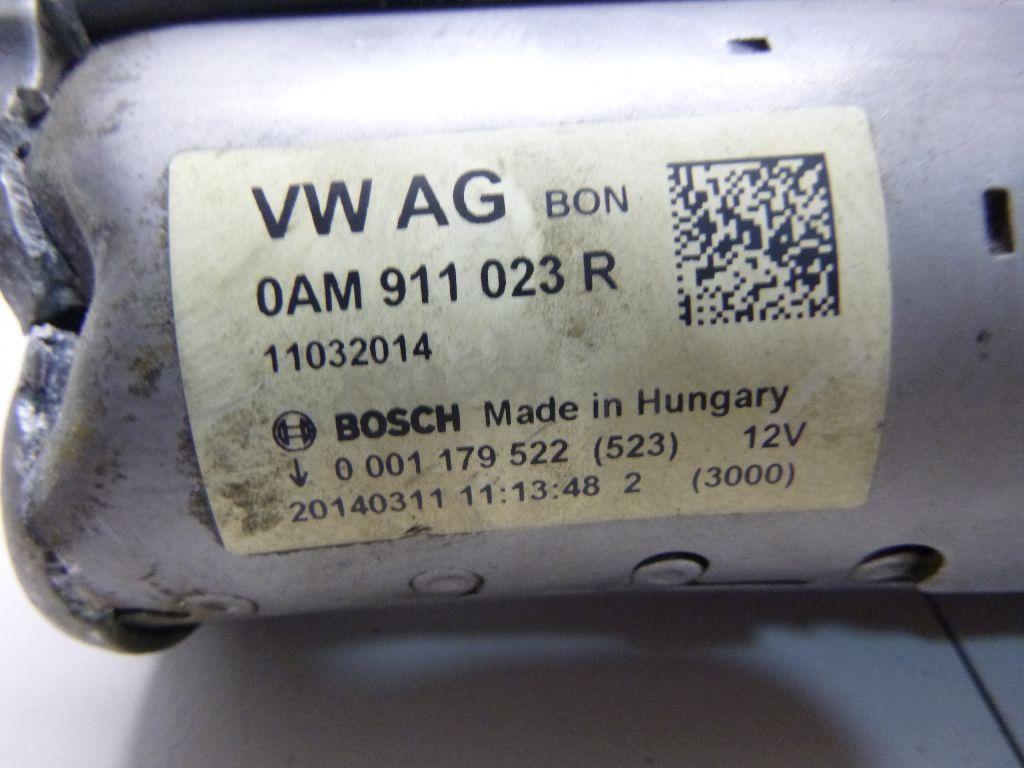 VW AG BON
0AM 911 023 R
11032014
BOSCH Made in Hungary
↓ 0 001 179 522 (523) 12V
20140311 11:13:48 2 (3000)